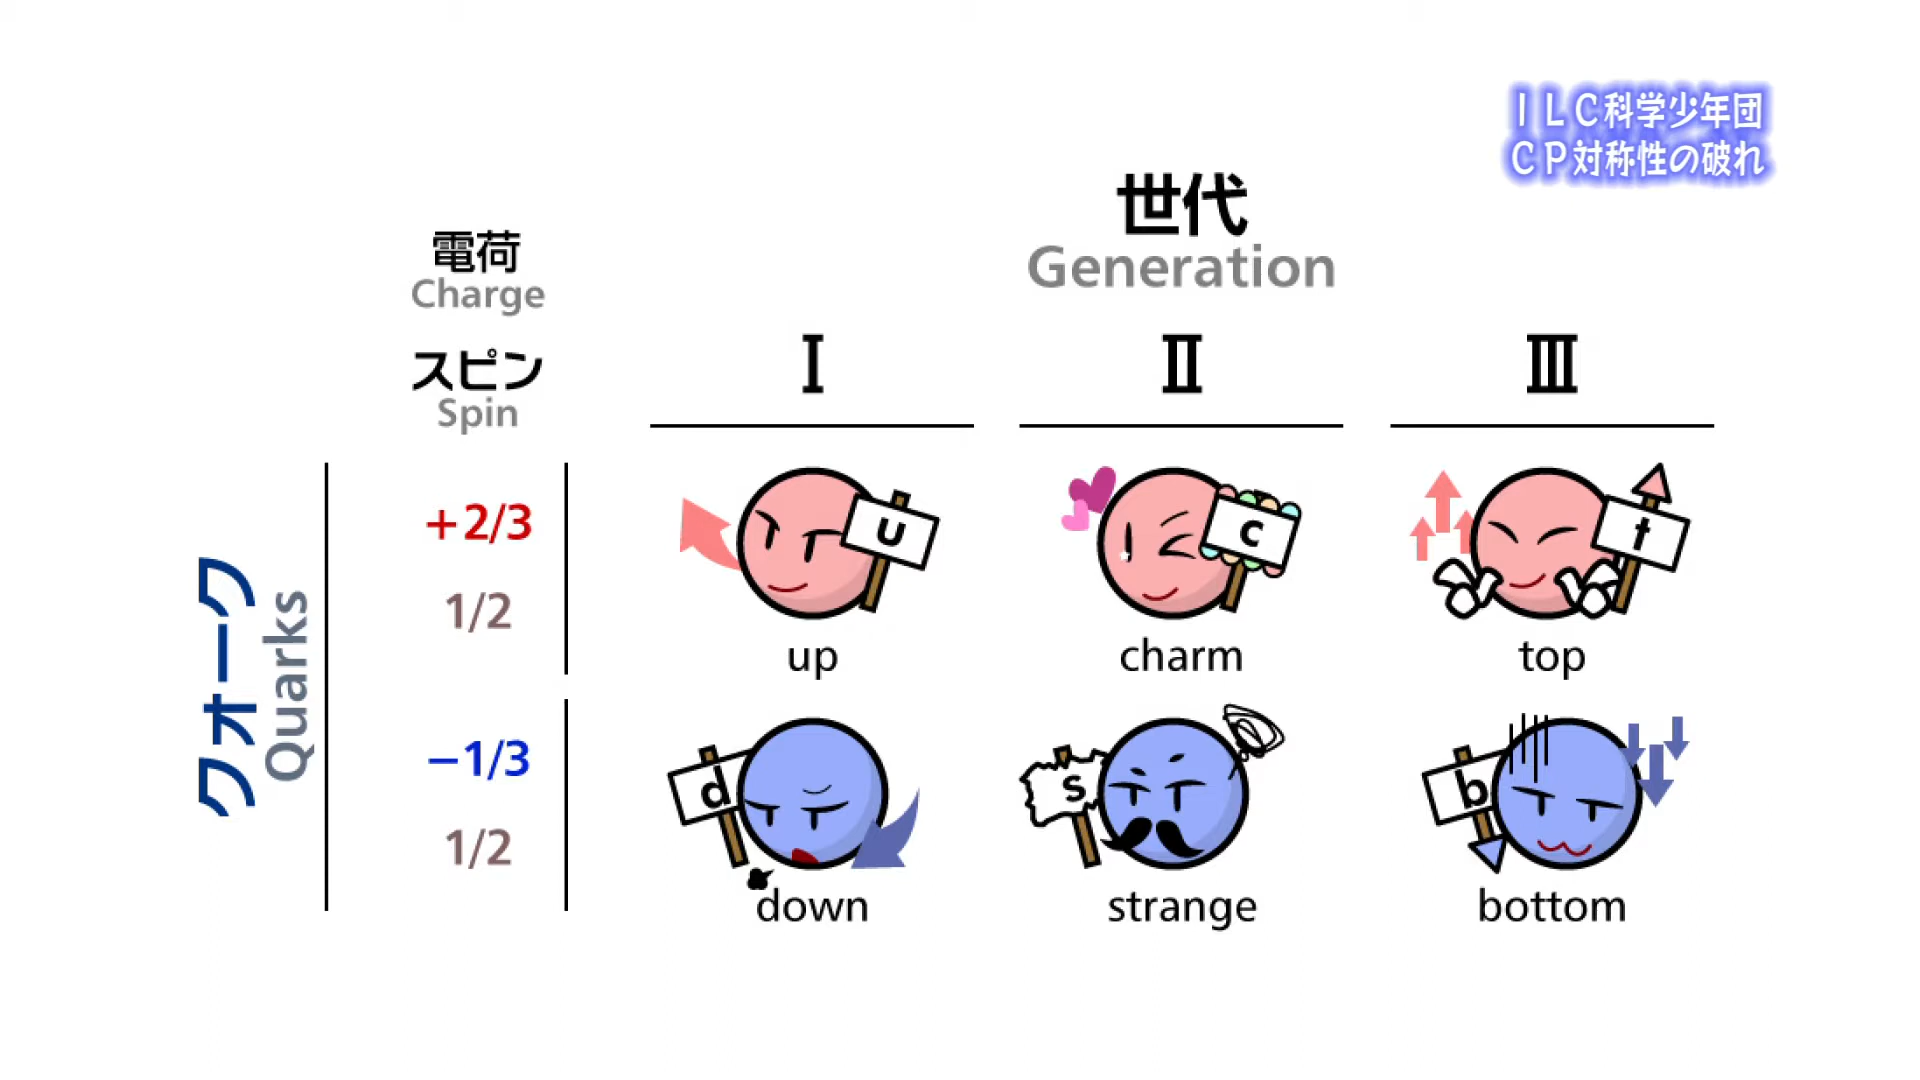 ILC科学少年団
CP対称性の破れ
世代
Generation
電荷
Charge
スピン
Spin
I
II
III
クォーク
Quarks
+2/3
1/2
u
c
t
up
charm
top
−1/3
1/2
d
s
b
down
strange
bottom